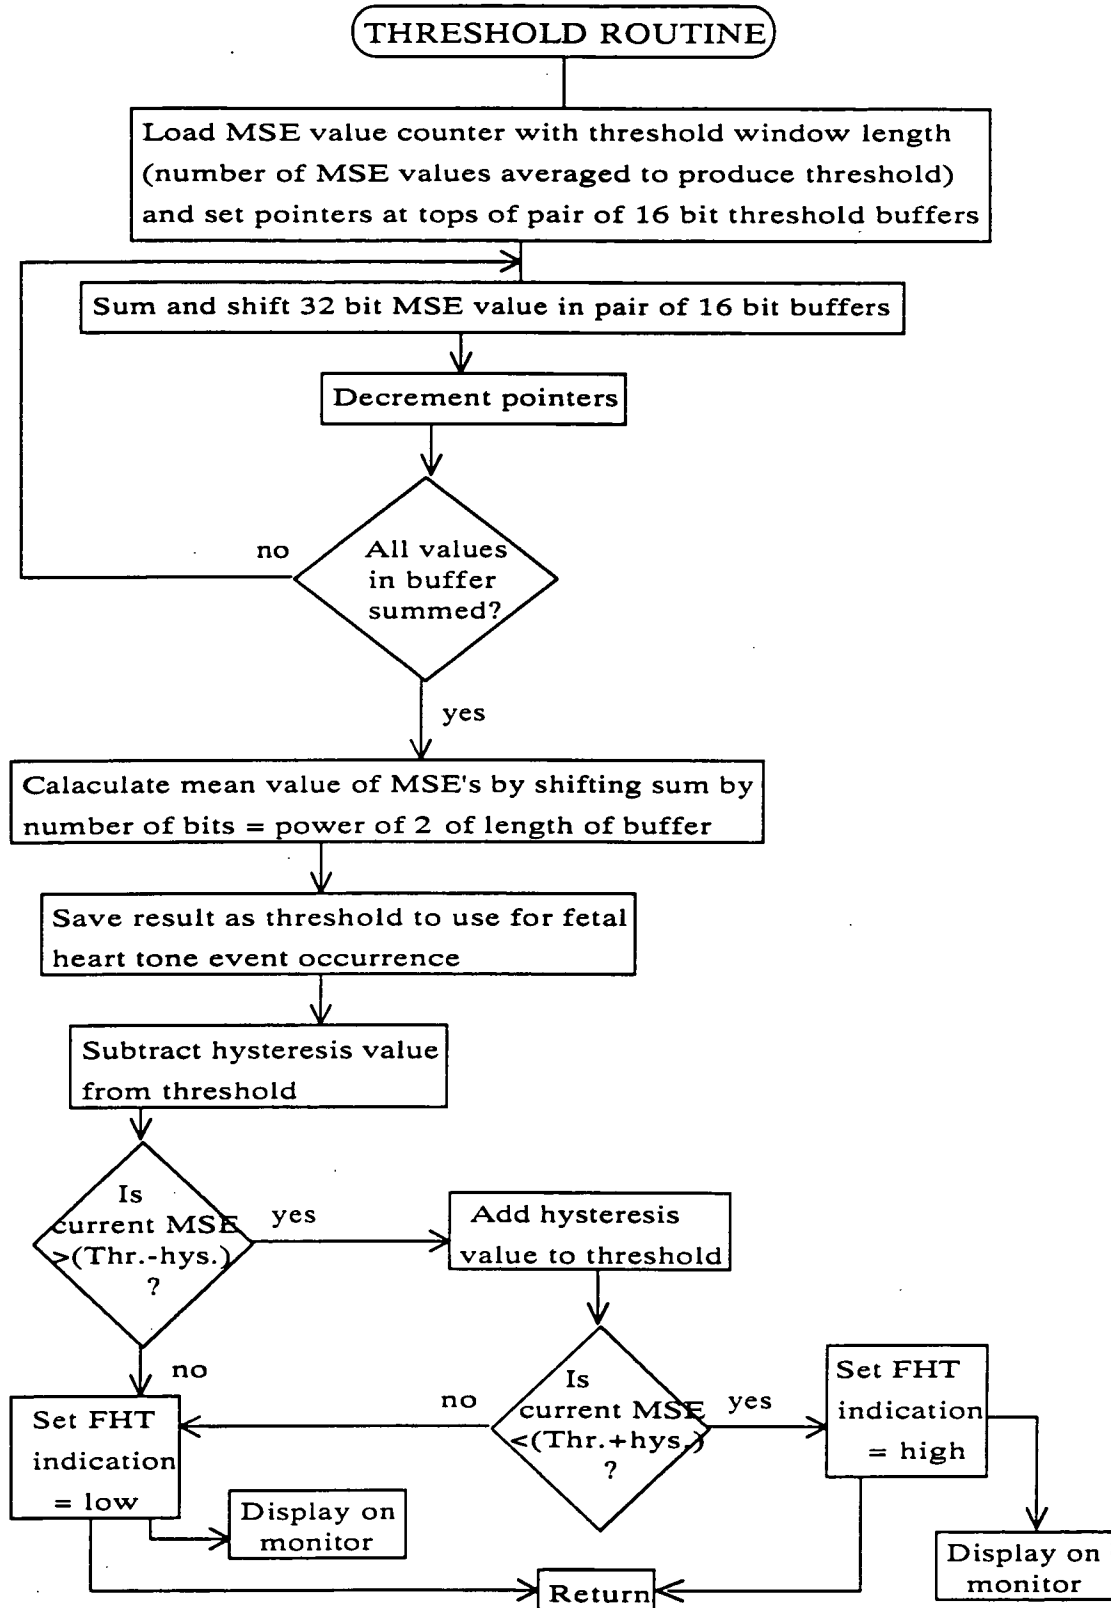 THRESHOLD ROUTINE
Load MSE value counter with threshold window length
(number of MSE values averaged to produce threshold)
and set pointers at tops of pair of 16 bit threshold buffers
Sum and shift 32 bit MSE value in pair of 16 bit buffers
Decrement pointers
no
All values
in buffer
summed?
yes
Calaculate mean value of MSE's by shifting sum by
number of bits = power of 2 of length of buffer
Save result as threshold to use for fetal
heart tone event occurrence
Subtract hysteresis value
from threshold
Is
current MSE
>(Thr.-hys.)
?
yes
Add hysteresis
value to threshold
no
Is
current MSE
<(Thr.+hys.)
?
no
yes
Set FHT
indication
= high
Set FHT
indication
= low
Display on
monitor
Display on
monitor
Return